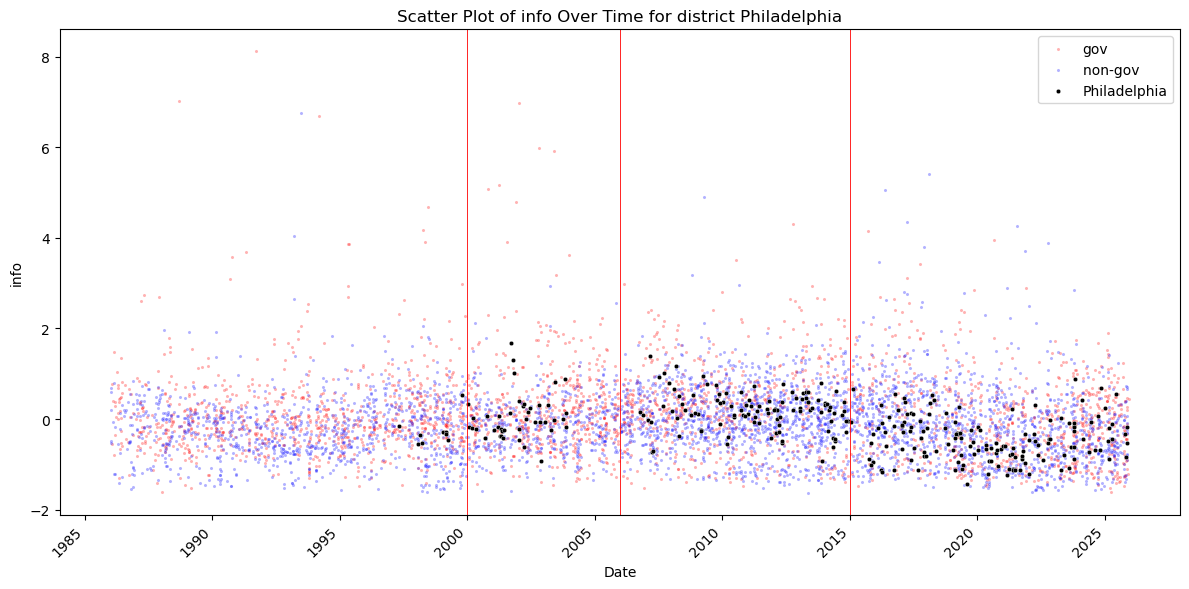 Scatter Plot of info Over Time for district Philadelphia
gov
non-gov
Philadelphia
8
6
4
2
0
−2
info
1985
1990
1995
2000
2005
2010
2015
2020
2025
Date